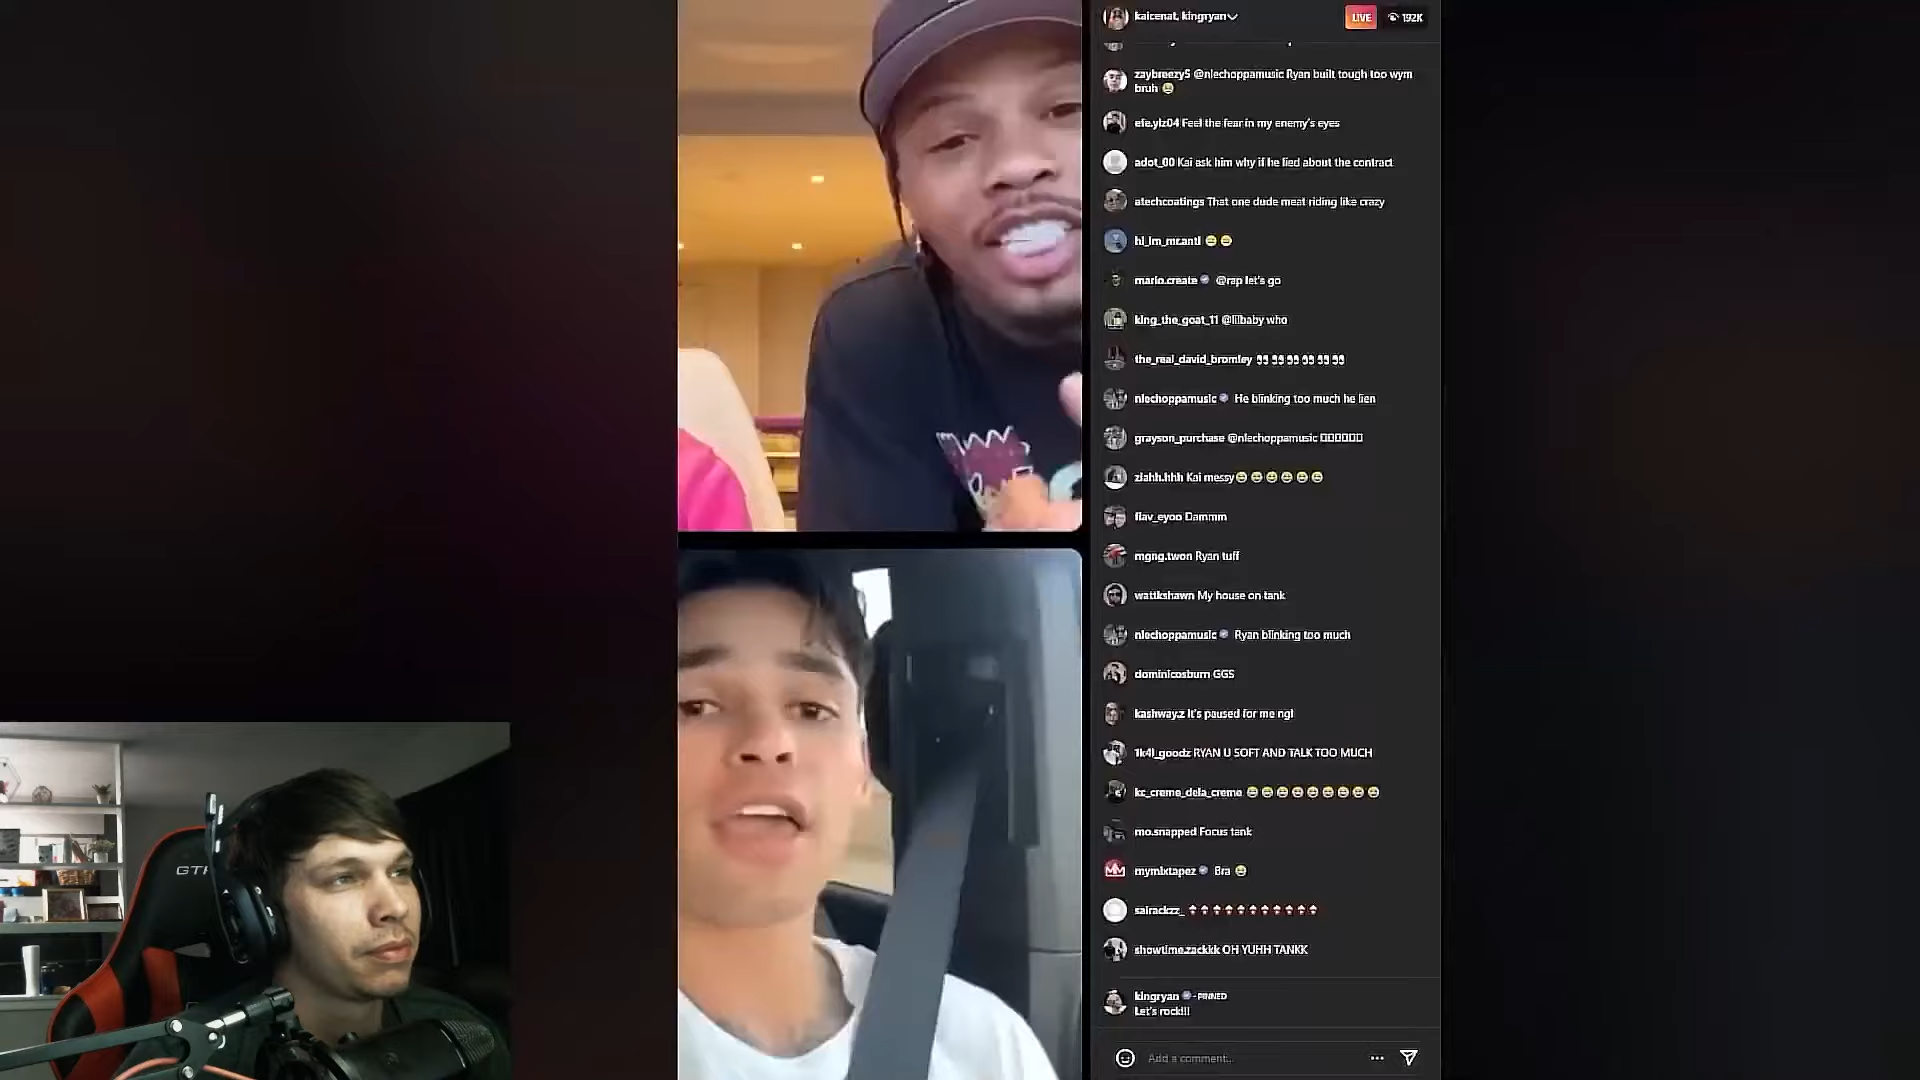 kaicenat, kingryan
LIVE
192K
zaybreezy5 @nlechoppamusic Ryan built tough too wym
bruh 😂
efe.ylz04 Feel the fear in my enemy's eyes
adot_00 Kai ask him why if he lied about the contract
atechcoatings That one dude meat riding like crazy
hi_im_mr.anti 😂😂
mario.create @rap let's go
king_the_goat_11 @lilbaby who
the_real_david_bromley 👀👀👀👀👀👀
nlechoppamusic He blinking too much he lien
grayson_purchase @nlechoppamusic
ziahh.hhh Kai messy😂😂😂😂😂😂
flav_eyoo Dammm
mgng.twon Ryan tuff
wattkshawn My house on tank
nlechoppamusic Ryan blinking too much
dominicosburn GGS
kashway.z It's paused for me ngl
1k4l_goodz RYAN U SOFT AND TALK TOO MUCH
kc_creme_dela_creme 😂😂😂😂😂😂😂😂😂
mo.snapped Focus tank
mymixtapez Bra 😂
sairackzz_
showtime.zackkk OH YUHH TANKK
kingryan - PINNED
Let's rock!!!
Add a comment...